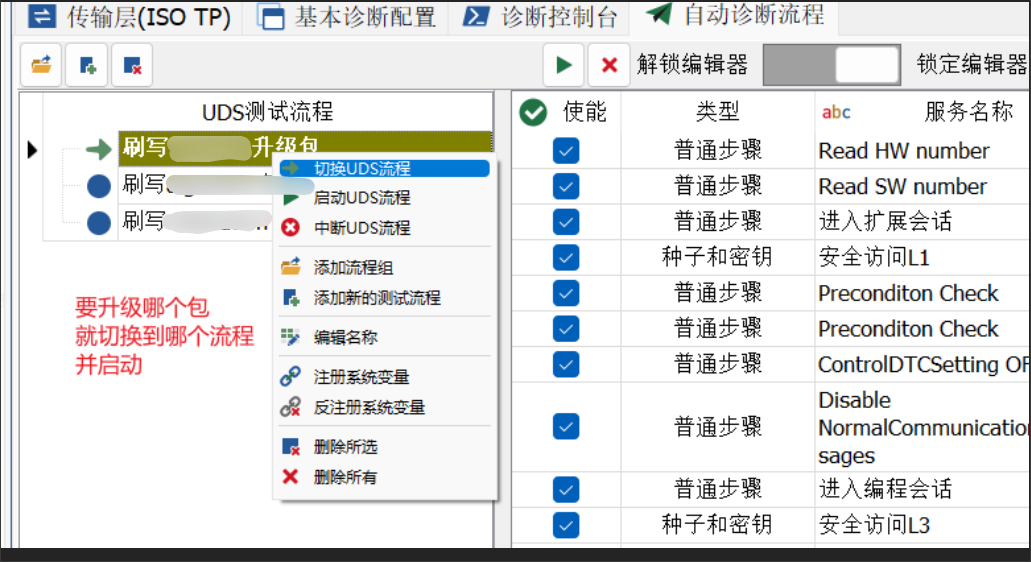 传输层(ISO TP) 基本诊断配置 诊断控制台 自动诊断流程
解锁编辑器 锁定编辑器
UDS测试流程
刷写 升级包
刷写
刷写
切换UDS流程
启动UDS流程
中断UDS流程
添加流程组
添加新的测试流程
编辑名称
注册系统变量
反注册系统变量
删除所选
删除所有
要升级哪个包
就切换到哪个流程
并启动
使能 类型 abc 服务名称
普通步骤 Read HW number
普通步骤 Read SW number
普通步骤 进入扩展会话
种子和密钥 安全访问L1
普通步骤 Preconditon Check
普通步骤 Preconditon Check
普通步骤 ControlDTCSetting OF
普通步骤 Disable
NormalCommunication
sages
普通步骤 进入编程会话
种子和密钥 安全访问L3